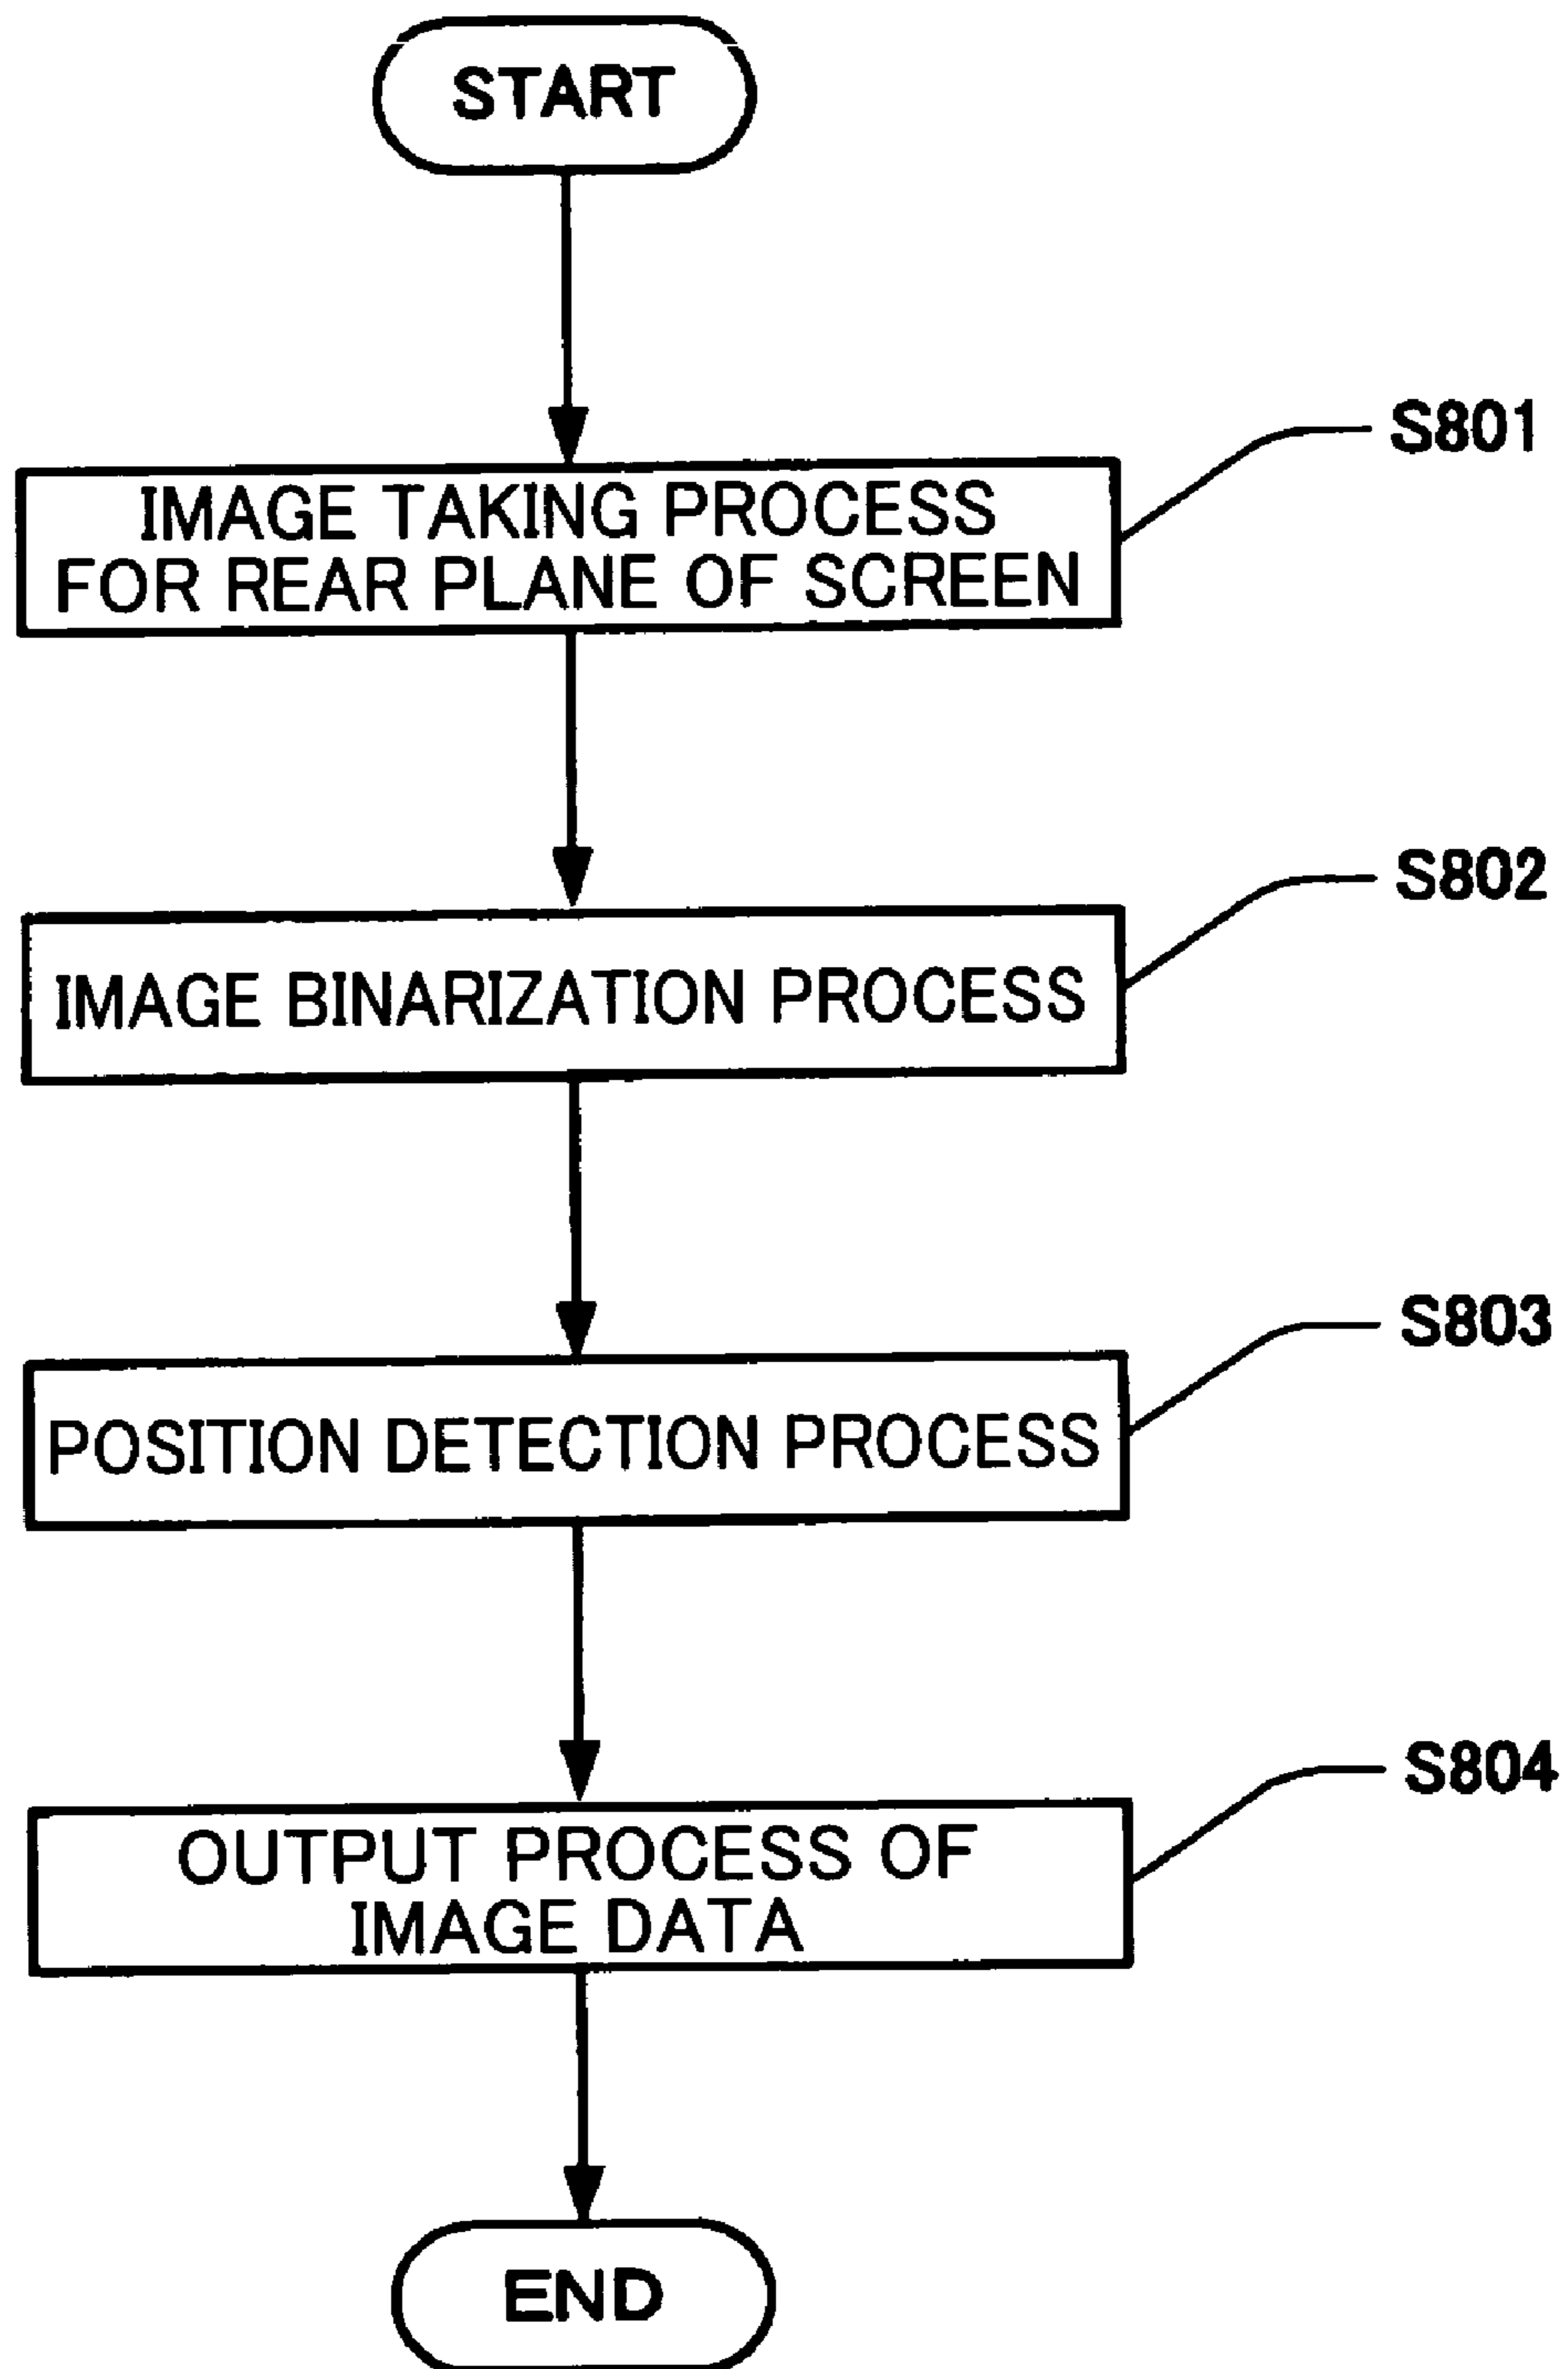 START
S801
IMAGE TAKING PROCESS
FOR REAR PLANE OF SCREEN
S802
IMAGE BINARIZATION PROCESS
S803
POSITION DETECTION PROCESS
S804
OUTPUT PROCESS OF
IMAGE DATA
END